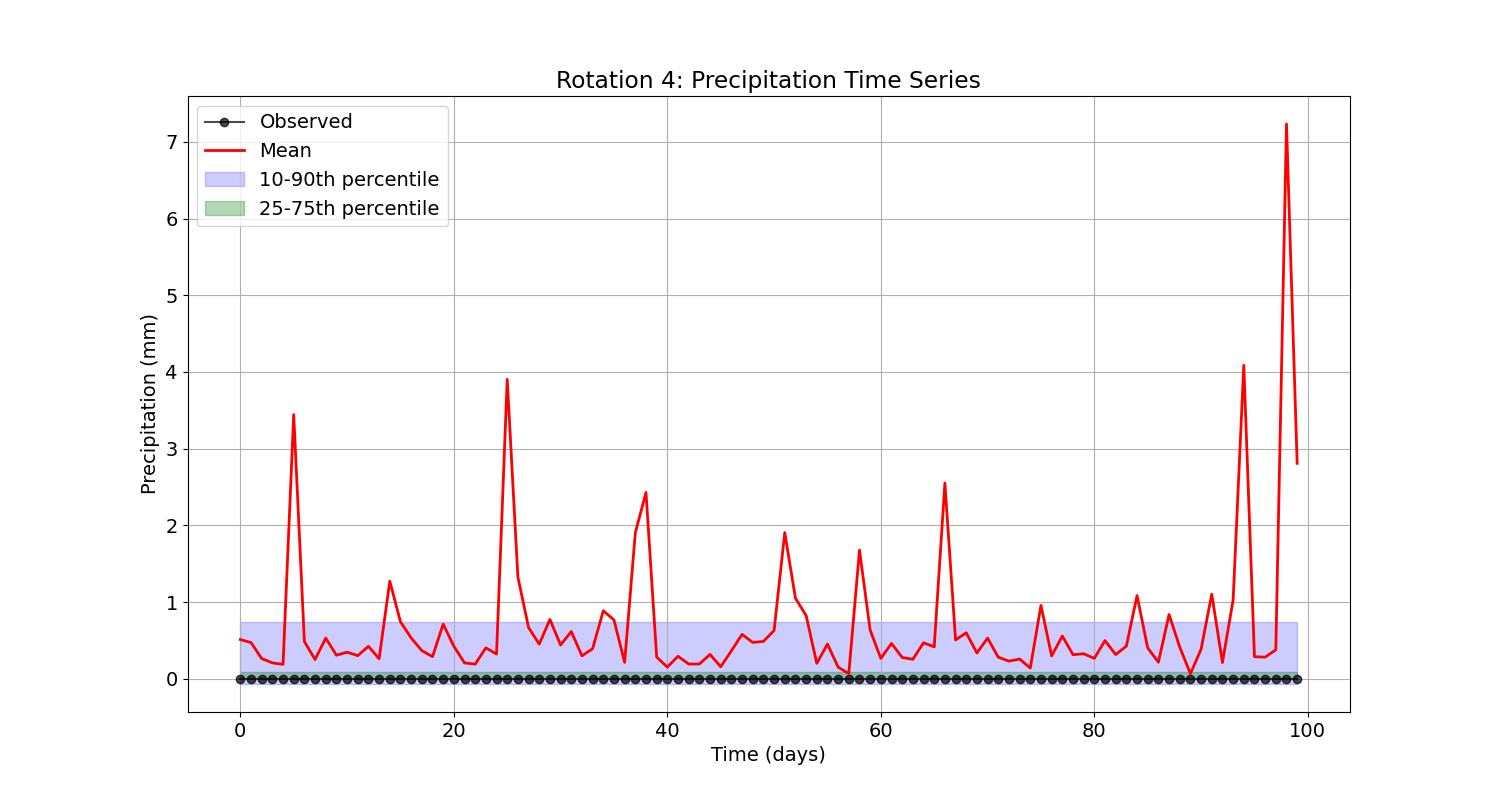 Rotation 4: Precipitation Time Series
Observed
Mean
10-90th percentile
25-75th percentile
7
6
5
4
3
2
1
0
Precipitation (mm)
0 20 40 60 80 100
Time (days)